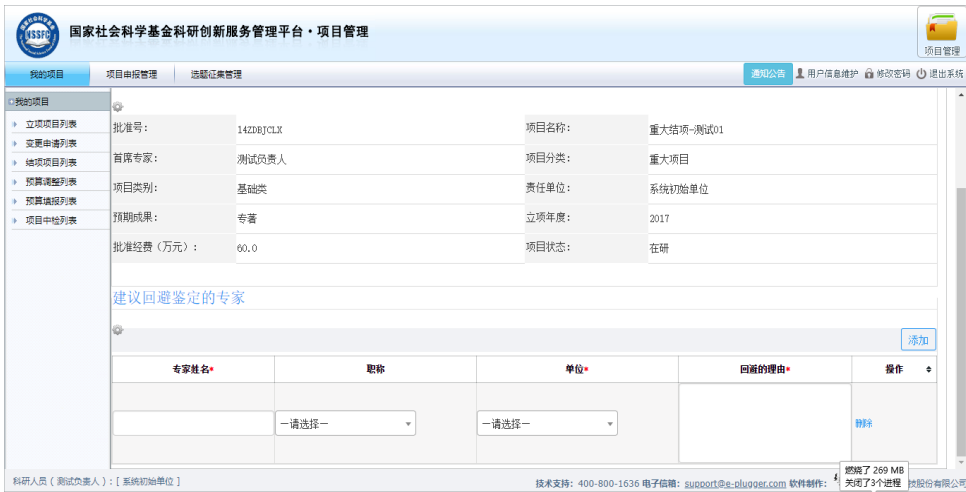 NSSFC
国家社会科学基金科研创新服务管理平台·项目管理
项目管理
我的项目 项目申报管理 选题征集管理 通知公告 用户信息维护 修改密码 退出系统
我的项目
立项项目列表
变更申请列表
结项项目列表
预算调整列表
预算填报列表
项目中检列表
批准号： 14ZDBJCLX 项目名称： 重大结项-测试01
首席专家： 测试负责人 项目分类： 重大项目
项目类别： 基础类 责任单位： 系统初始单位
预期成果： 专著 立项年度： 2017
批准经费（万元）： 60.0 项目状态： 在研
建议回避鉴定的专家
添加
专家姓名* 职称 单位* 回避的理由* 操作
—请选择— —请选择— 删除
科研人员（测试负责人）:[ 系统初始单位 ] 技术支持：400-800-1636 电子信箱：support@e-plugger.com 软件制作： 技股份有限公司
燃烧了 269 MB
关闭了3个进程